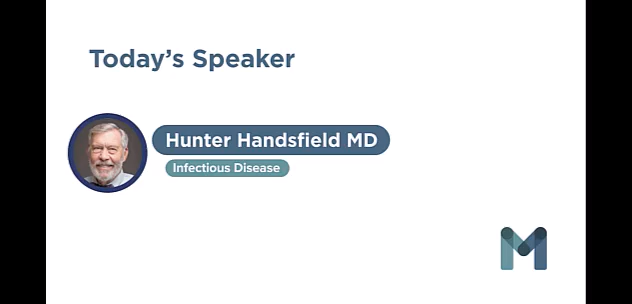 Today's Speaker
Hunter Handsfield MD
Infectious Disease